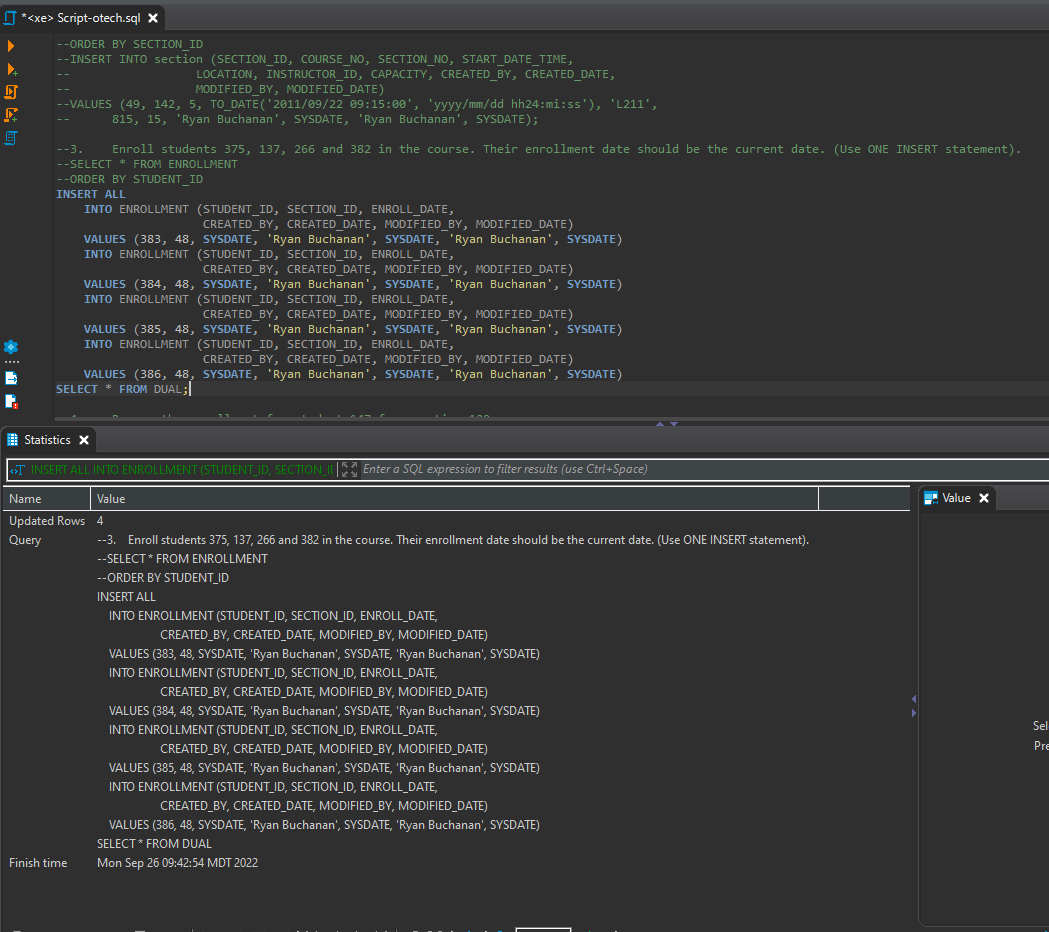 *<xe> Script-otech.sql
--ORDER BY SECTION_ID
--INSERT INTO section (SECTION_ID, COURSE_NO, SECTION_NO, START_DATE_TIME,
--                  LOCATION, INSTRUCTOR_ID, CAPACITY, CREATED_BY, CREATED_DATE,
--                  MODIFIED_BY, MODIFIED_DATE)
--VALUES (49, 142, 5, TO_DATE('2011/09/22 09:15:00', 'yyyy/mm/dd hh24:mi:ss'), 'L211',
--      815, 15, 'Ryan Buchanan', SYSDATE, 'Ryan Buchanan', SYSDATE);
--3.    Enroll students 375, 137, 266 and 382 in the course. Their enrollment date should be the current date. (Use ONE INSERT statement).
--SELECT * FROM ENROLLMENT
--ORDER BY STUDENT_ID
INSERT ALL
INTO ENROLLMENT (STUDENT_ID, SECTION_ID, ENROLL_DATE,
CREATED_BY, CREATED_DATE, MODIFIED_BY, MODIFIED_DATE)
VALUES (383, 48, SYSDATE, 'Ryan Buchanan', SYSDATE, 'Ryan Buchanan', SYSDATE)
INTO ENROLLMENT (STUDENT_ID, SECTION_ID, ENROLL_DATE,
CREATED_BY, CREATED_DATE, MODIFIED_BY, MODIFIED_DATE)
VALUES (384, 48, SYSDATE, 'Ryan Buchanan', SYSDATE, 'Ryan Buchanan', SYSDATE)
INTO ENROLLMENT (STUDENT_ID, SECTION_ID, ENROLL_DATE,
CREATED_BY, CREATED_DATE, MODIFIED_BY, MODIFIED_DATE)
VALUES (385, 48, SYSDATE, 'Ryan Buchanan', SYSDATE, 'Ryan Buchanan', SYSDATE)
INTO ENROLLMENT (STUDENT_ID, SECTION_ID, ENROLL_DATE,
CREATED_BY, CREATED_DATE, MODIFIED_BY, MODIFIED_DATE)
VALUES (386, 48, SYSDATE, 'Ryan Buchanan', SYSDATE, 'Ryan Buchanan', SYSDATE)
SELECT * FROM DUAL;
Statistics
INSERT ALL INTO ENROLLMENT (STUDENT_ID, SECTION_II Enter a SQL expression to filter results (use Ctrl+Space)
Name Value
Updated Rows 4
Query --3.    Enroll students 375, 137, 266 and 382 in the course. Their enrollment date should be the current date. (Use ONE INSERT statement).
--SELECT * FROM ENROLLMENT
--ORDER BY STUDENT_ID
INSERT ALL
INTO ENROLLMENT (STUDENT_ID, SECTION_ID, ENROLL_DATE,
CREATED_BY, CREATED_DATE, MODIFIED_BY, MODIFIED_DATE)
VALUES (383, 48, SYSDATE, 'Ryan Buchanan', SYSDATE, 'Ryan Buchanan', SYSDATE)
INTO ENROLLMENT (STUDENT_ID, SECTION_ID, ENROLL_DATE,
CREATED_BY, CREATED_DATE, MODIFIED_BY, MODIFIED_DATE)
VALUES (384, 48, SYSDATE, 'Ryan Buchanan', SYSDATE, 'Ryan Buchanan', SYSDATE)
INTO ENROLLMENT (STUDENT_ID, SECTION_ID, ENROLL_DATE,
CREATED_BY, CREATED_DATE, MODIFIED_BY, MODIFIED_DATE)
VALUES (385, 48, SYSDATE, 'Ryan Buchanan', SYSDATE, 'Ryan Buchanan', SYSDATE)
INTO ENROLLMENT (STUDENT_ID, SECTION_ID, ENROLL_DATE,
CREATED_BY, CREATED_DATE, MODIFIED_BY, MODIFIED_DATE)
VALUES (386, 48, SYSDATE, 'Ryan Buchanan', SYSDATE, 'Ryan Buchanan', SYSDATE)
SELECT * FROM DUAL
Finish time Mon Sep 26 09:42:54 MDT 2022
Value
Sel
Pre